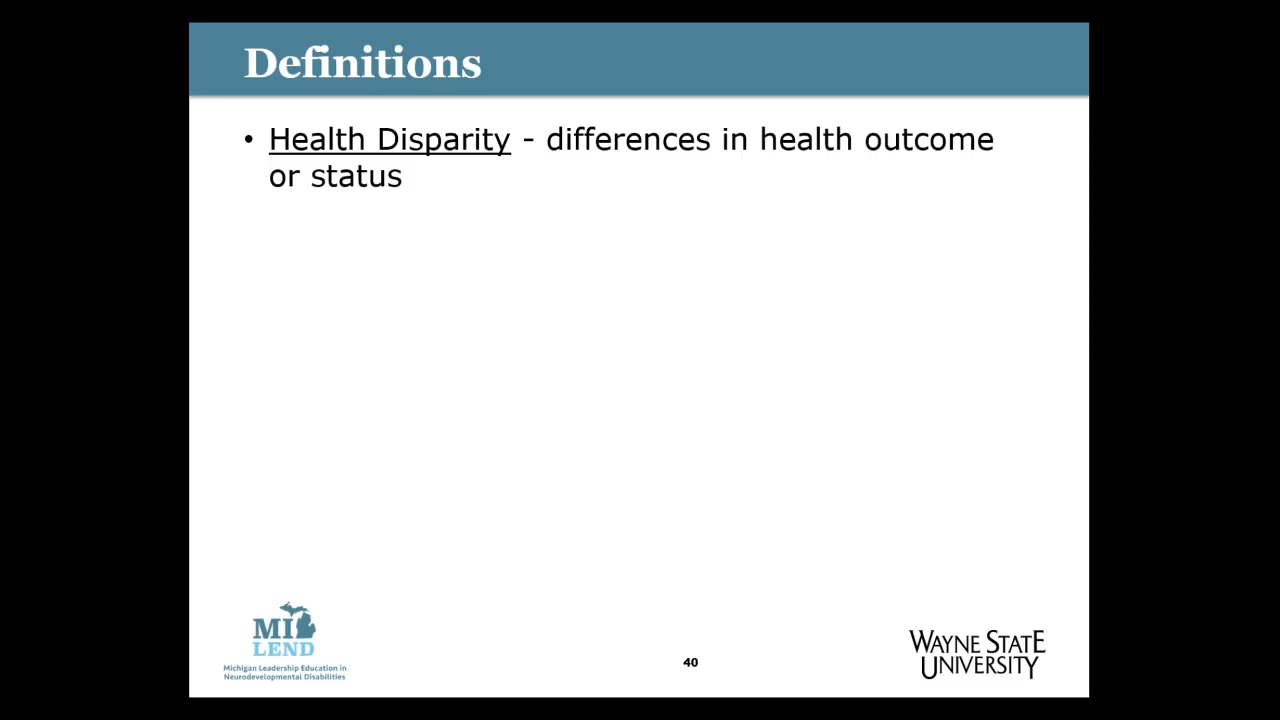 Definitions
• Health Disparity - differences in health outcome
or status
MI
LEND
Michigan Leadership Education in
Neurodevelopmental Disabilities
40
WAYNE STATE
UNIVERSITY